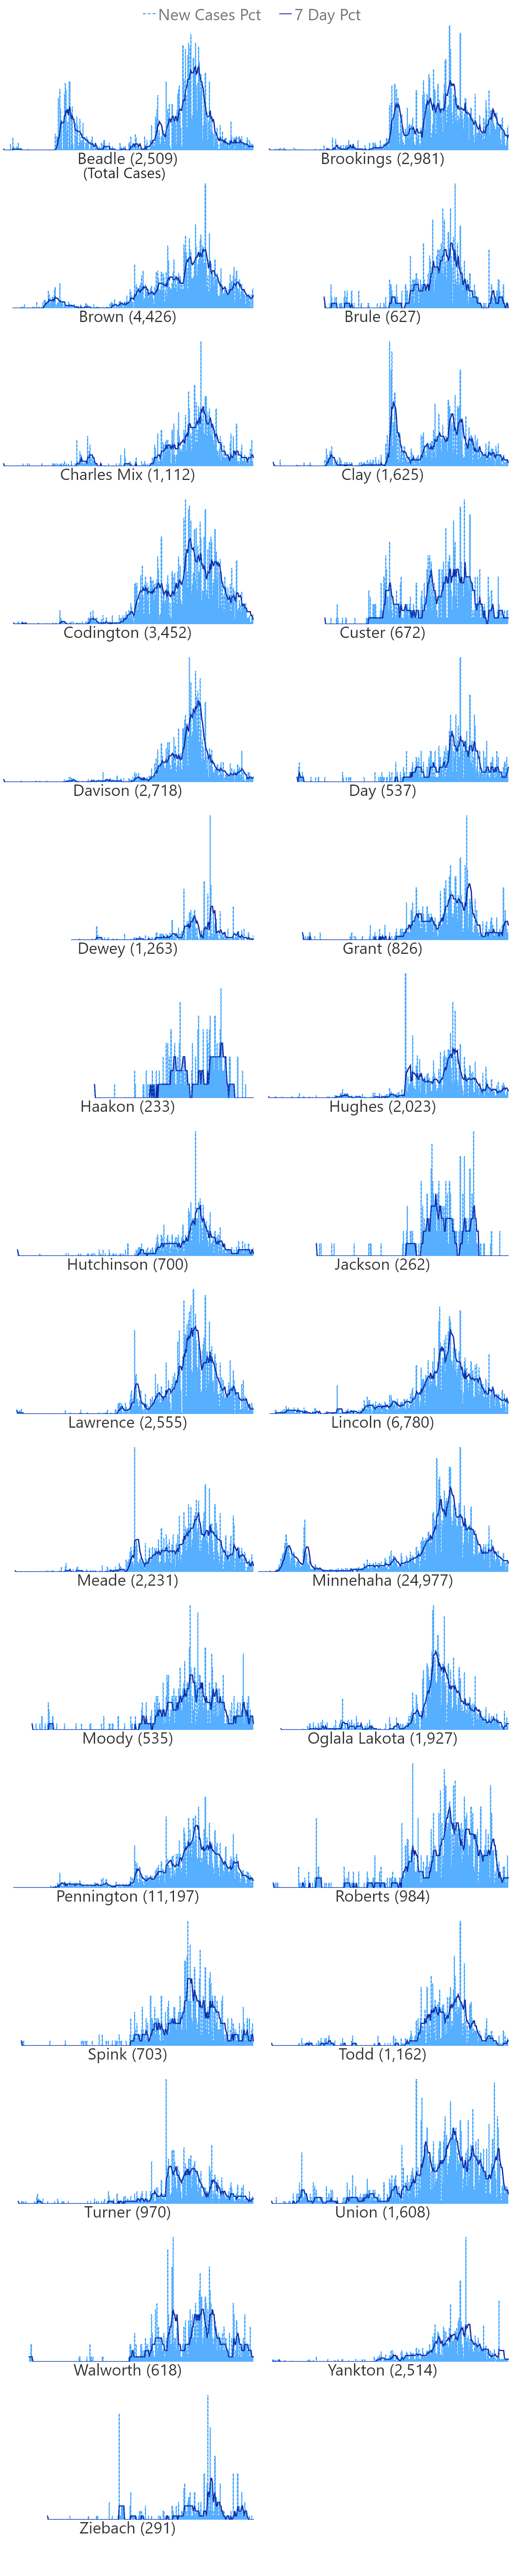 New Cases Pct 7 Day Pct
Beadle (2,509) Brookings (2,981)
(Total Cases)
Brown (4,426) Brule (627)
Charles Mix (1,112) Clay (1,625)
Codington (3,452) Custer (672)
Davison (2,718) Day (537)
Dewey (1,263) Grant (826)
Haakon (233) Hughes (2,023)
Hutchinson (700) Jackson (262)
Lawrence (2,555) Lincoln (6,780)
Meade (2,231) Minnehaha (24,977)
Moody (535) Oglala Lakota (1,927)
Pennington (11,197) Roberts (984)
Spink (703) Todd (1,162)
Turner (970) Union (1,608)
Walworth (618) Yankton (2,514)
Ziebach (291)